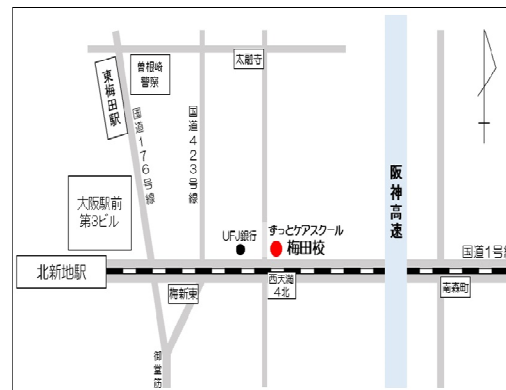 曽根崎
警察
太融寺
東梅田駅
国道176号線
国道423号線
阪神高速
大阪駅前
第3ビル
UFJ銀行
ずっとケアスクール
梅田校
国道1号線
北新地駅
梅新東
西天満
4北
南森町
御堂筋